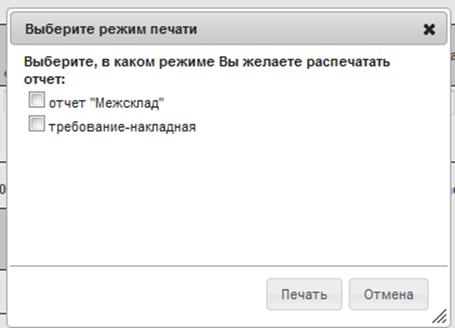 Выберите режим печати
Выберите, в каком режиме Вы желаете распечатать
отчет:
отчет "Межсклад"
требование-накладная
Печать
Отмена